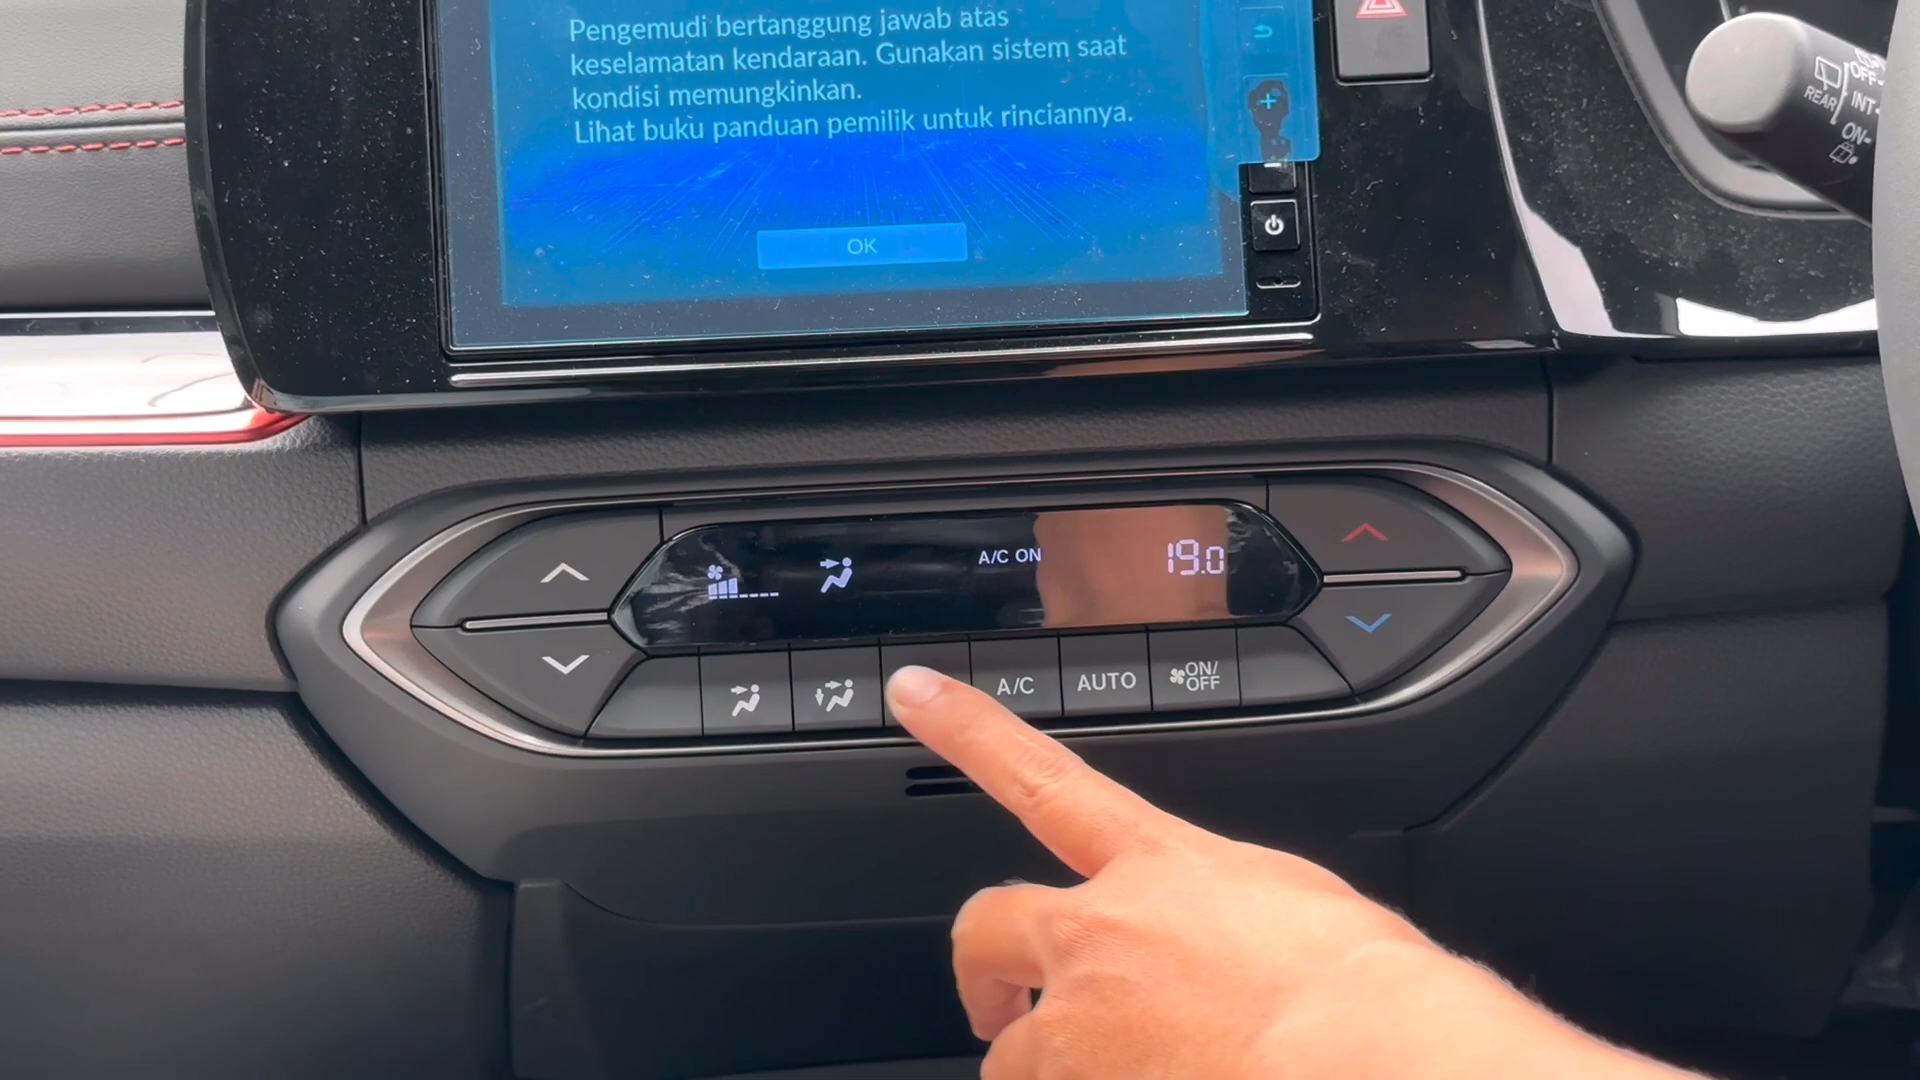 Pengemudi bertanggung jawab atas
keselamatan kendaraan. Gunakan sistem saat
kondisi memungkinkan.
Lihat buku panduan pemilik untuk rinciannya.
OK
OFF
INT
ON
REAR
A/C ON
19.0
A/C
AUTO
ON/
OFF